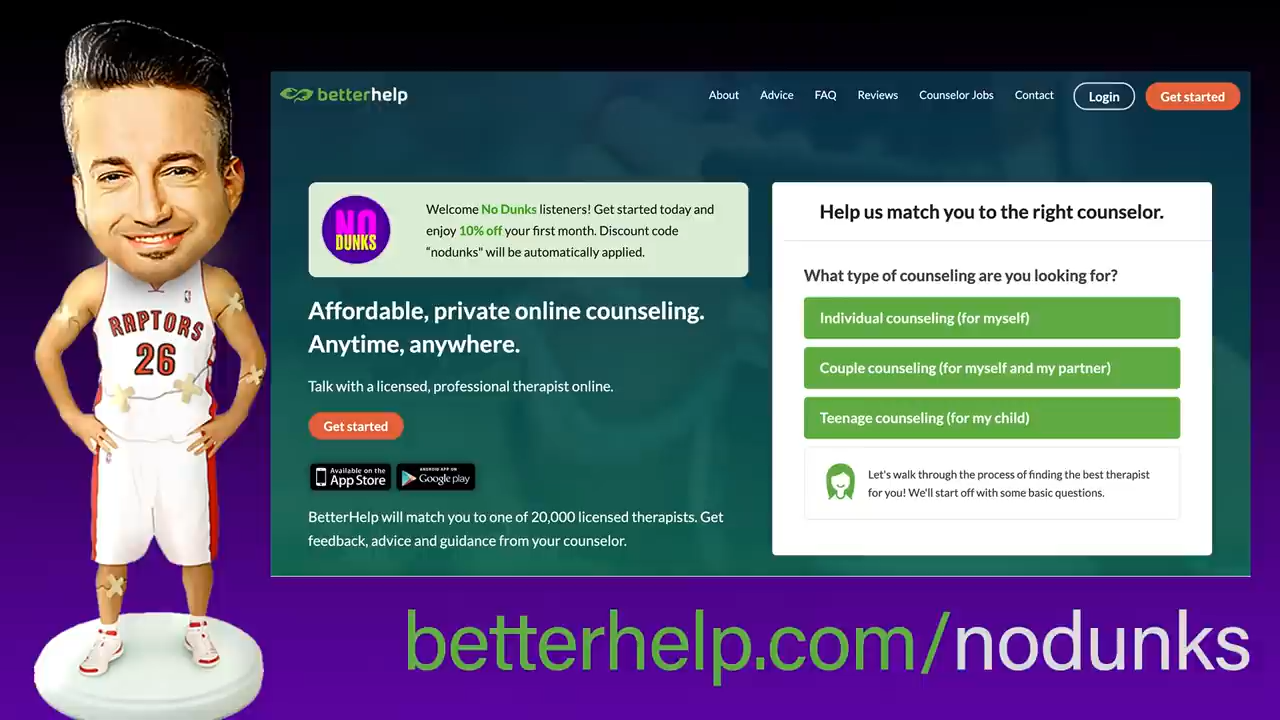 betterhelp
About
Advice
FAQ
Reviews
Counselor Jobs
Contact
Login
Get started
NO
DUNKS
Welcome No Dunks listeners! Get started today and
enjoy 10% off your first month. Discount code
“nodunks" will be automatically applied.
Affordable, private online counseling.
Anytime, anywhere.
Talk with a licensed, professional therapist online.
Get started
Available on the
App Store
ANDROID APP ON
Google play
BetterHelp will match you to one of 20,000 licensed therapists. Get
feedback, advice and guidance from your counselor.
Help us match you to the right counselor.
What type of counseling are you looking for?
Individual counseling (for myself)
Couple counseling (for myself and my partner)
Teenage counseling (for my child)
Let's walk through the process of finding the best therapist
for you! We'll start off with some basic questions.
RAPTORS
26
betterhelp.com/nodunks